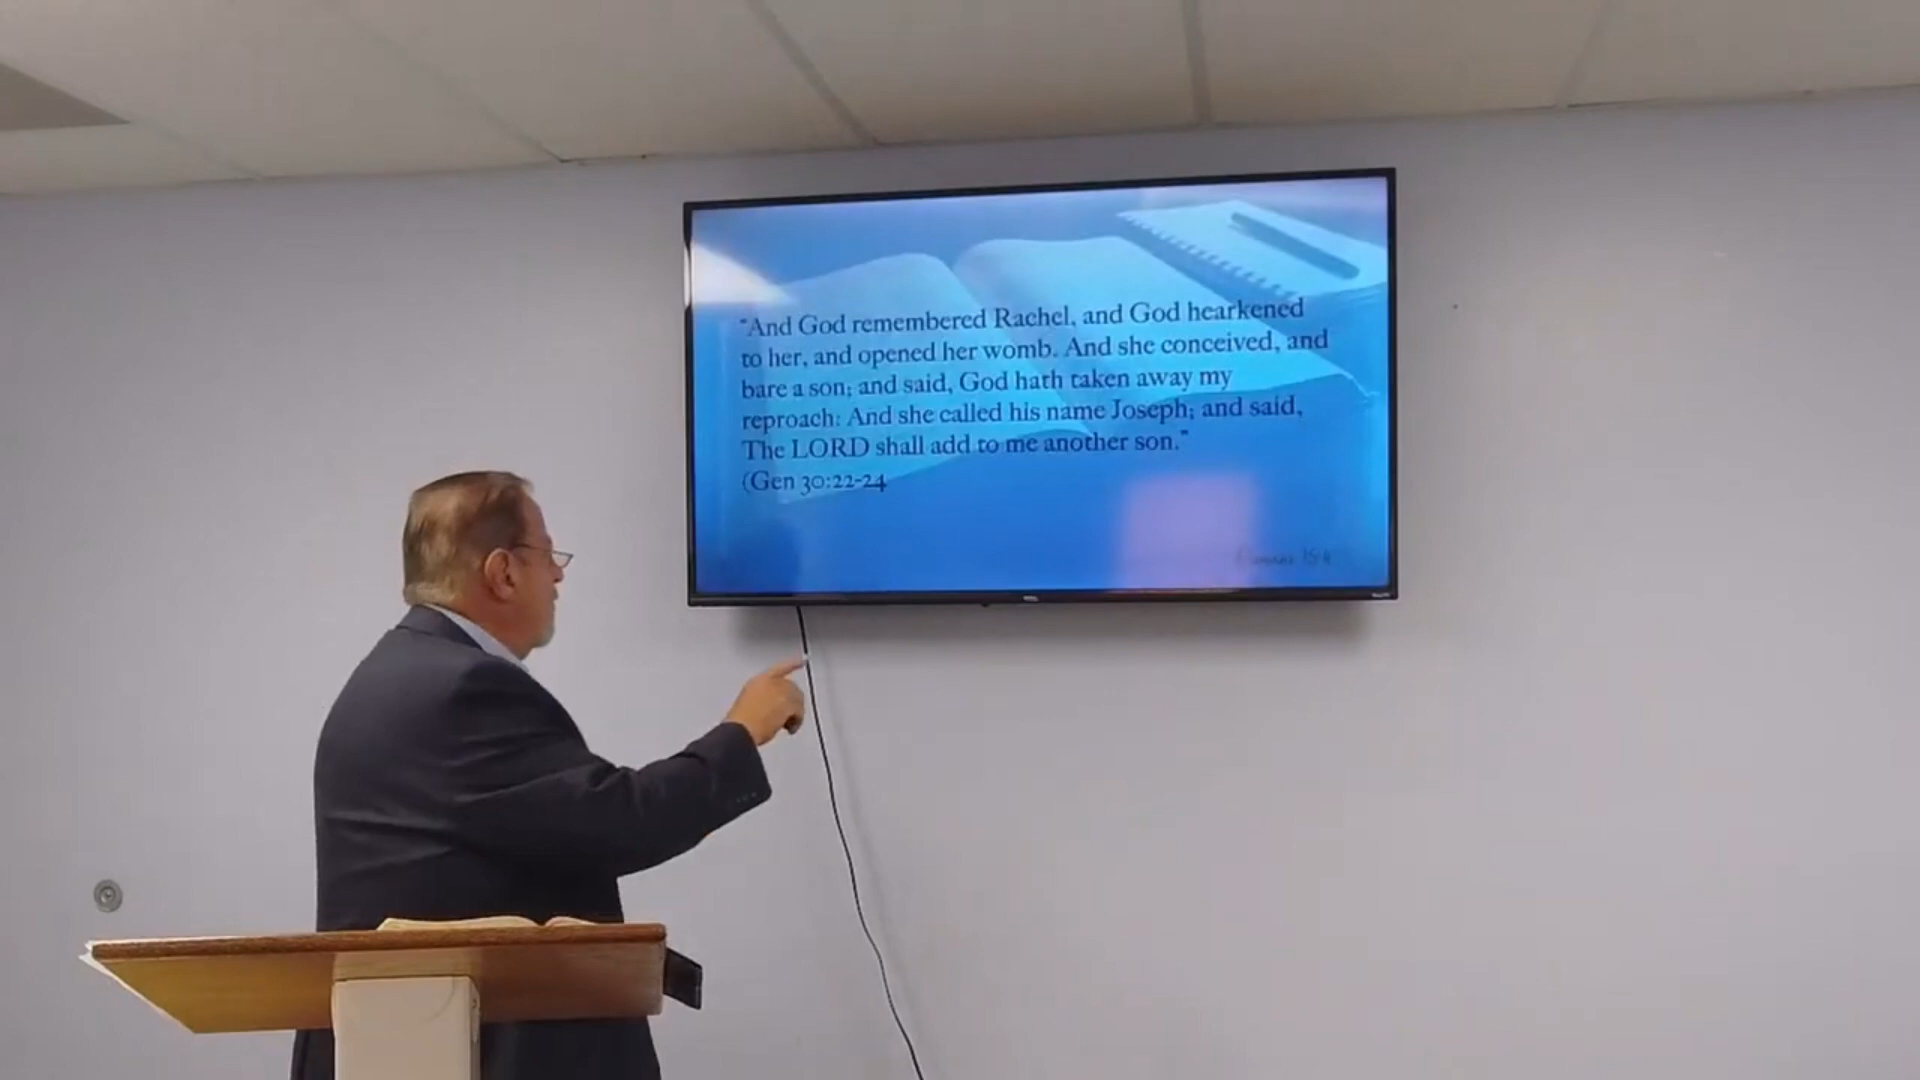 "And God remembered Rachel, and God hearkened
to her, and opened her womb. And she conceived, and
bare a son; and said, God hath taken away my
reproach: And she called his name Joseph; and said,
The LORD shall add to me another son."
(Gen 30:22-24